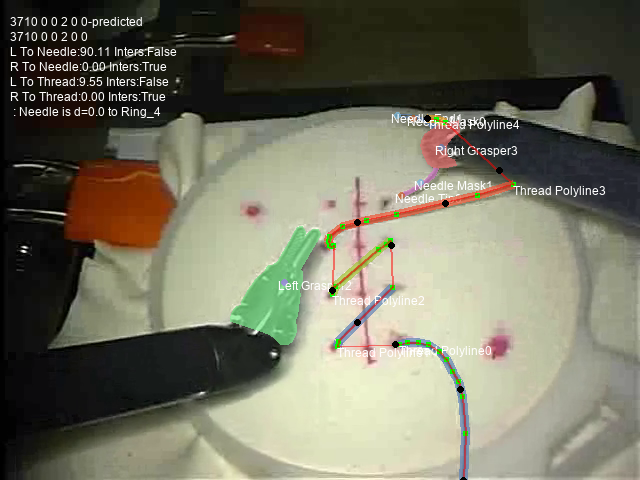 3710 0 0 2 0 0-predicted
3710 0 0 2 0 0
L To Needle:90.11 Inters:False
R To Needle:0.00 Inters:True
L To Thread:9.55 Inters:False
R To Thread:0.00 Inters:True
: Needle is d=0.0 to Ring_4
Thread Polyline4
Right Grasper3
Needle Mask1
Thread Polyline3
Thread Polyline2
Thread Polyline0